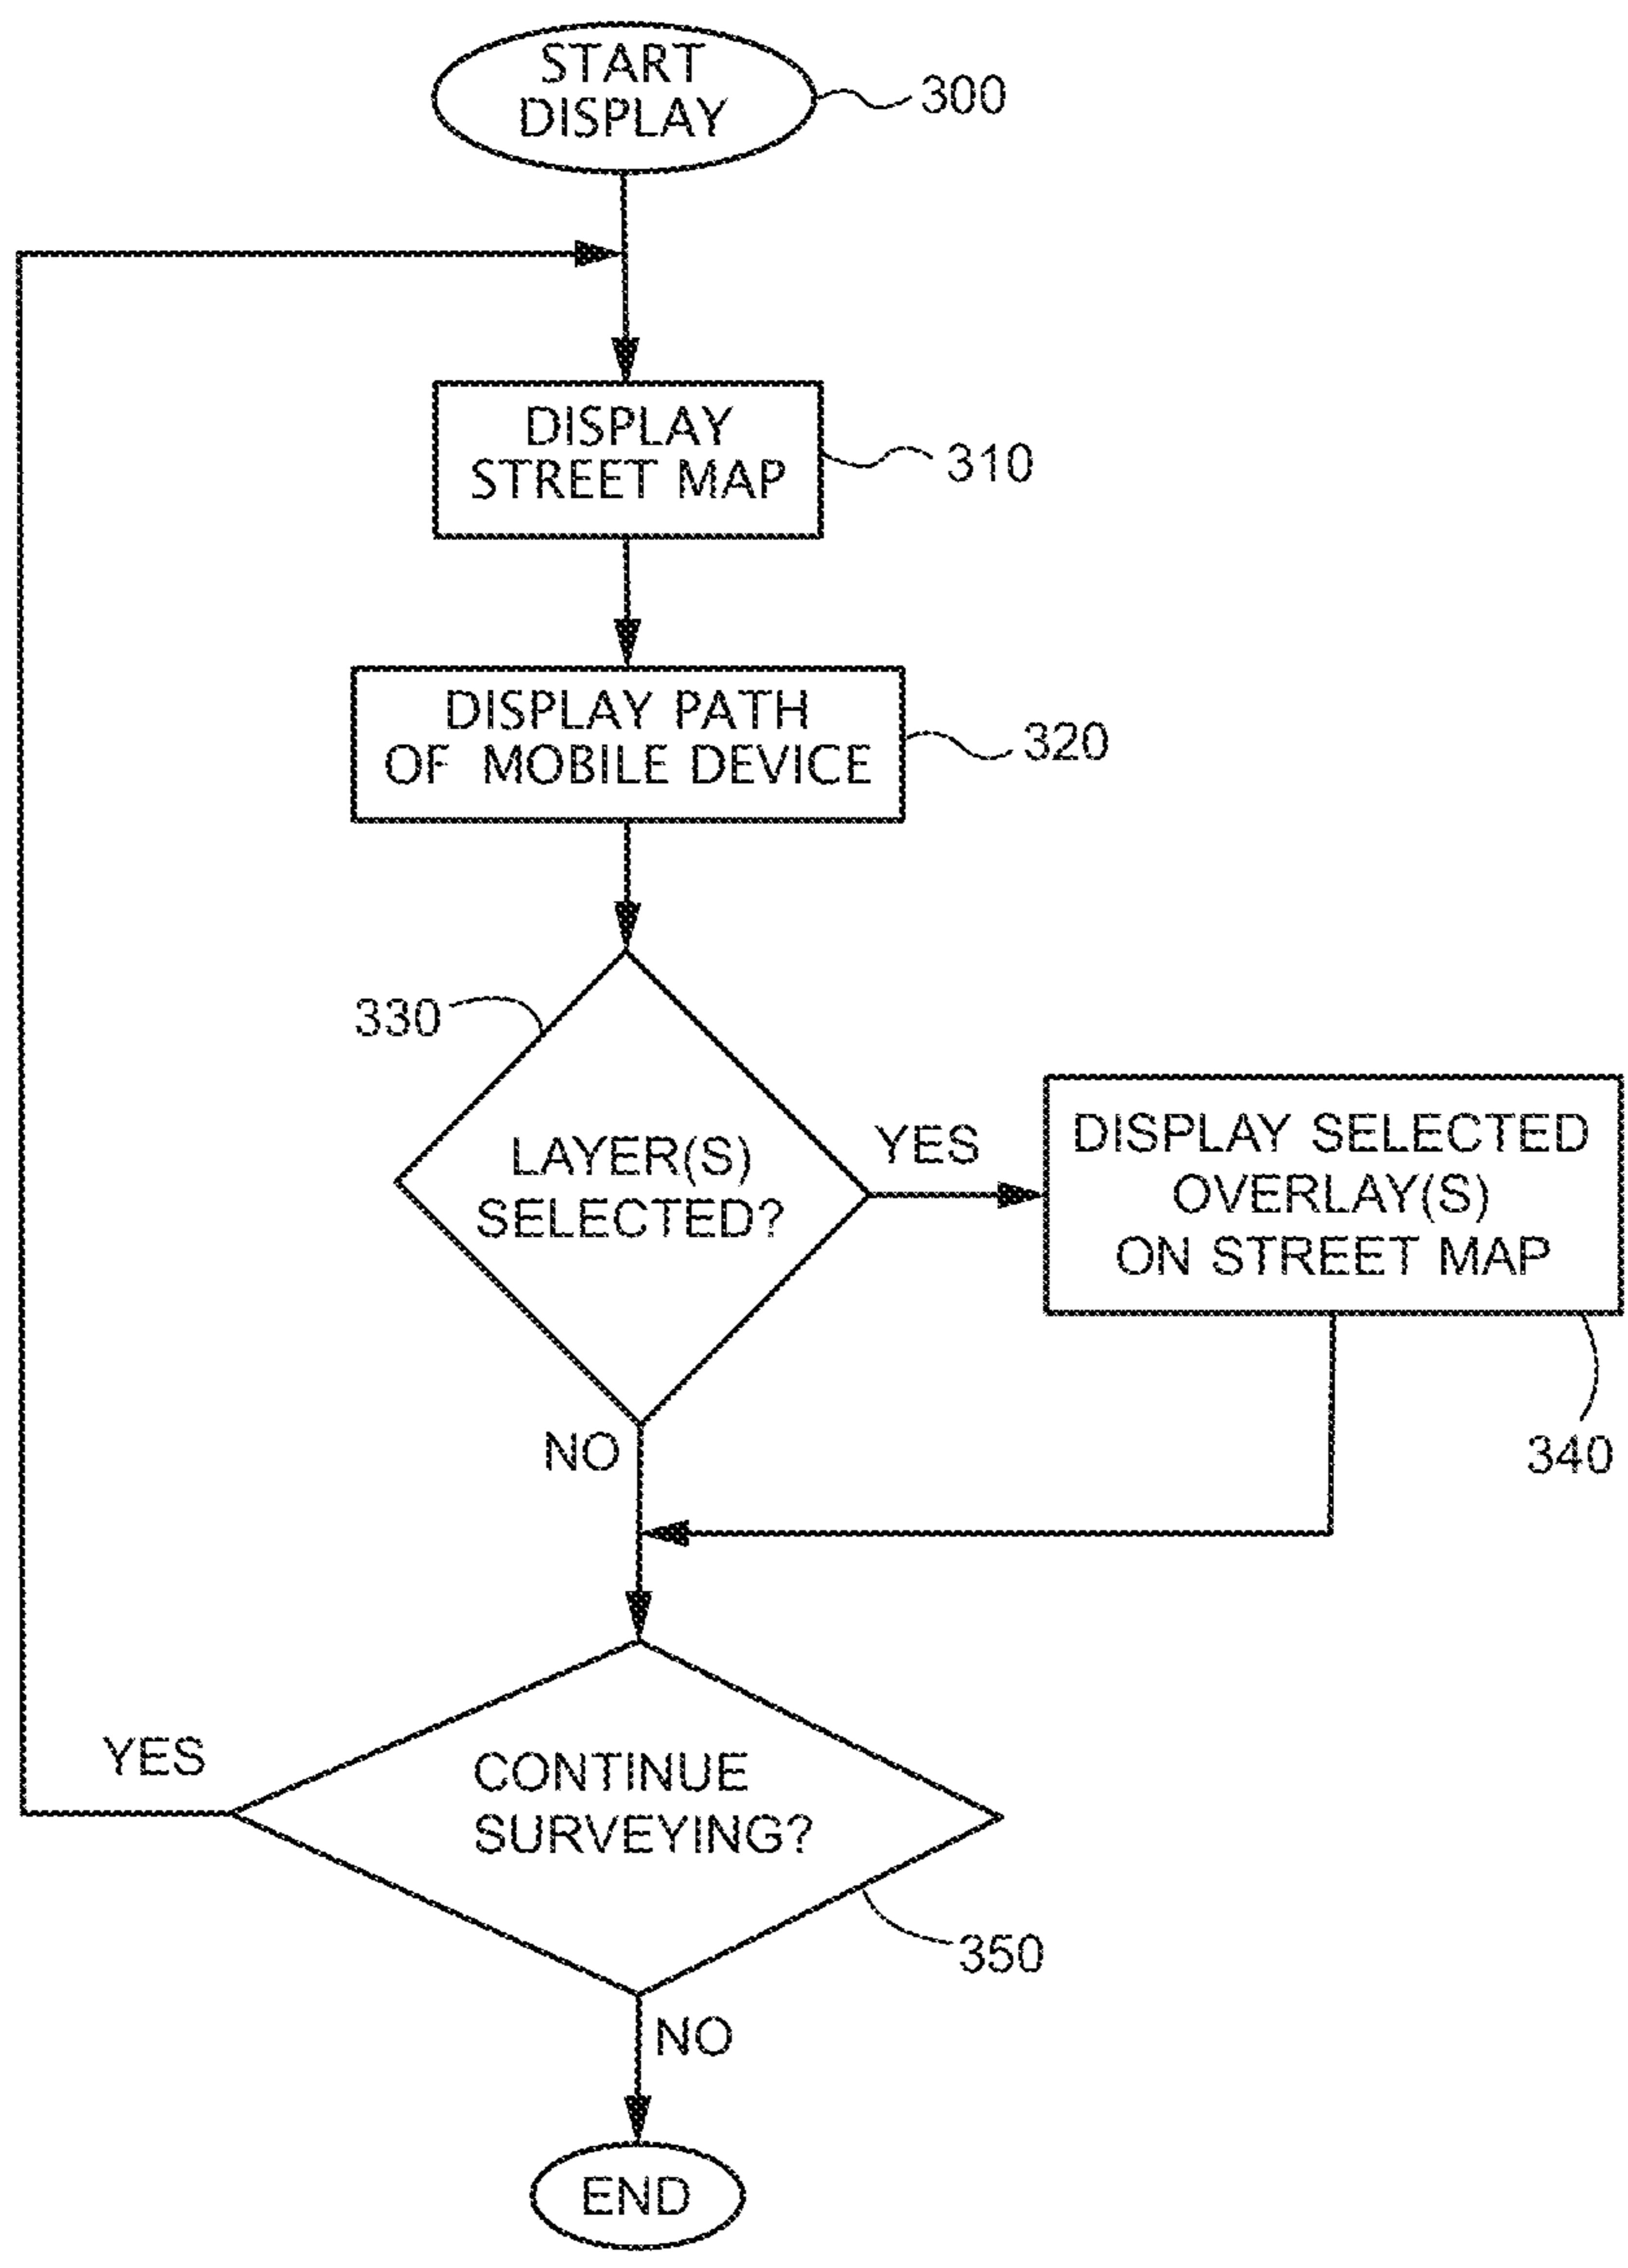 START
DISPLAY
300
DISPLAY
STREET MAP
310
DISPLAY PATH
OF MOBILE DEVICE
320
330
LAYER(S)
SELECTED?
YES
DISPLAY SELECTED
OVERLAY(S)
ON STREET MAP
340
NO
YES
CONTINUE
SURVEYING?
350
NO
END